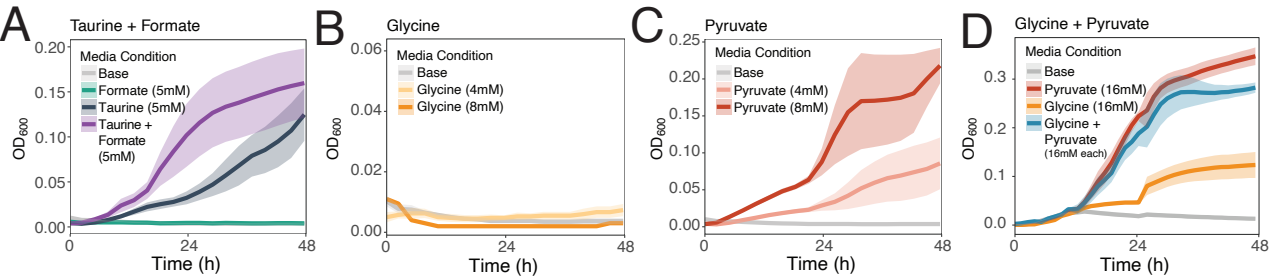 A
Taurine + Formate
OD600
0.20
0.15
0.10
0.05
0.00
Media Condition
Base
Formate (5mM)
Taurine (5mM)
Taurine +
Formate
(5mM)
0
24
48
Time (h)
B
Glycine
OD600
0.06
0.04
0.02
0.00
Media Condition
Base
Glycine (4mM)
Glycine (8mM)
0
24
48
Time (h)
C
Pyruvate
OD600
0.25
0.20
0.15
0.10
0.05
0.00
Media Condition
Base
Pyruvate (4mM)
Pyruvate (8mM)
0
24
48
Time (h)
D
Glycine + Pyruvate
OD600
0.3
0.2
0.1
0.0
Media Condition
Base
Pyruvate (16mM)
Glycine (16mM)
Glycine +
Pyruvate
(16mM each)
0
24
48
Time (h)